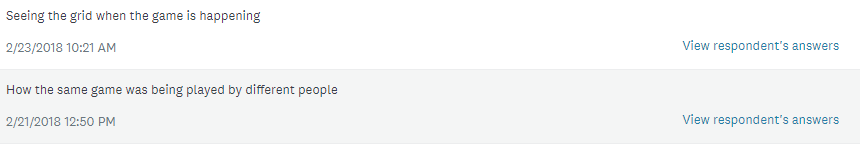 Seeing the grid when the game is happening
2/23/2018 10:21 AM
View respondent's answers
How the same game was being played by different people
2/21/2018 12:50 PM
View respondent's answers